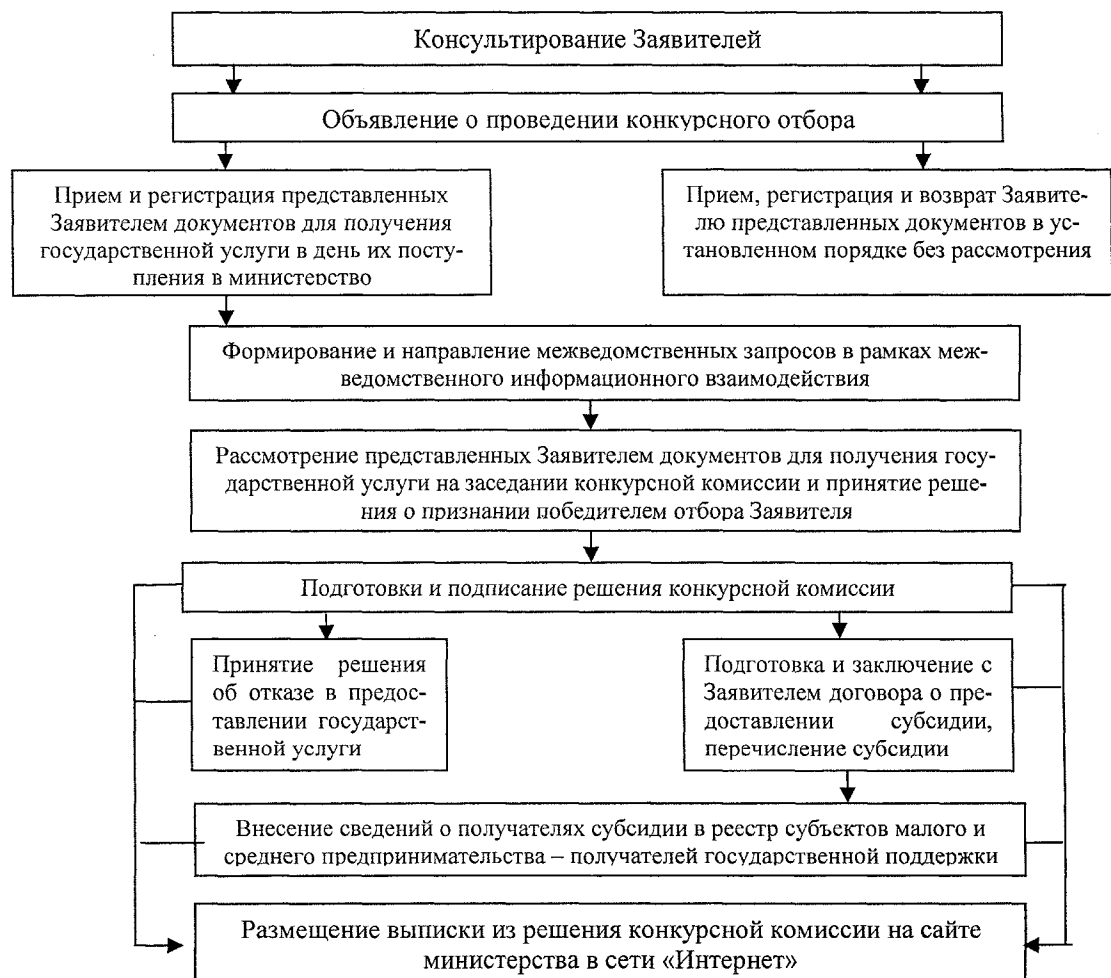 Консультирование Заявителей
Объявление о проведении конкурсного отбора
Прием и регистрация представленных
Заявителем документов для получения
государственной услуги в день их посту-
пления в министерство
Прием, регистрация и возврат Заявите-
лю представленных документов в ус-
тановленном порядке без рассмотрения
Формирование и направление межведомственных запросов в рамках меж-
ведомственного информационного взаимодействия
Рассмотрение представленных Заявителем документов для получения госу-
дарственной услуги на заседании конкурсной комиссии и принятие реше-
ния о признании победителем отбора Заявителя
Подготовки и подписание решения конкурсной комиссии
Принятие решения
об отказе в предос-
тавлении государст-
венной услуги
Подготовка и заключение с
Заявителем договора о пре-
доставлении субсидии,
перечисление субсидии
Внесение сведений о получателях субсидии в реестр субъектов малого и
среднего предпринимательства – получателей государственной поддержки
Размещение выписки из решения конкурсной комиссии на сайте
министерства в сети «Интернет»